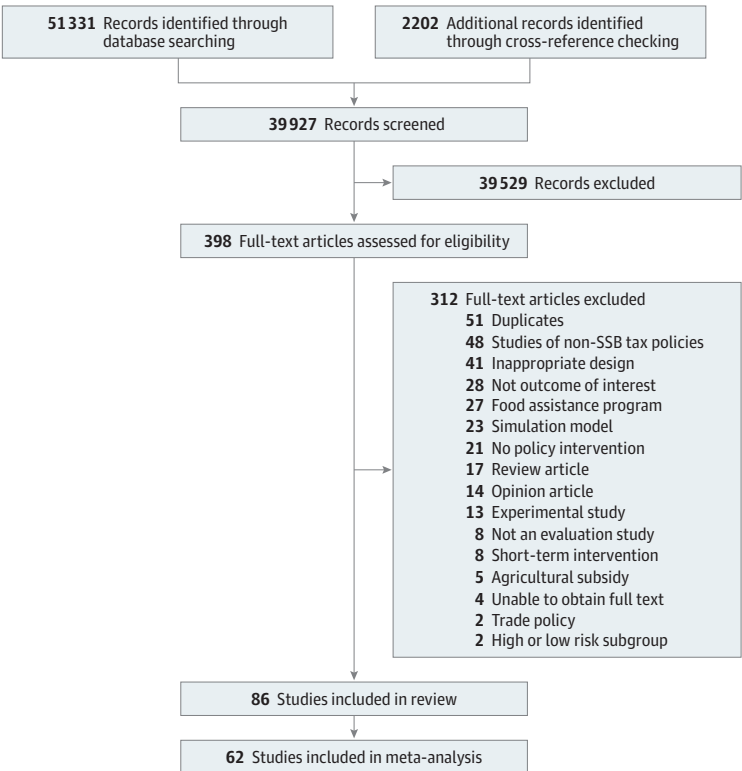 51331 Records identified through
database searching
2202 Additional records identified
through cross-reference checking
39927 Records screened
39529 Records excluded
398 Full-text articles assessed for eligibility
312 Full-text articles excluded
51 Duplicates
48 Studies of non-SSB tax policies
41 Inappropriate design
28 Not outcome of interest
27 Food assistance program
23 Simulation model
21 No policy intervention
17 Review article
14 Opinion article
13 Experimental study
8 Not an evaluation study
8 Short-term intervention
5 Agricultural subsidy
4 Unable to obtain full text
2 Trade policy
2 High or low risk subgroup
86 Studies included in review
62 Studies included in meta-analysis